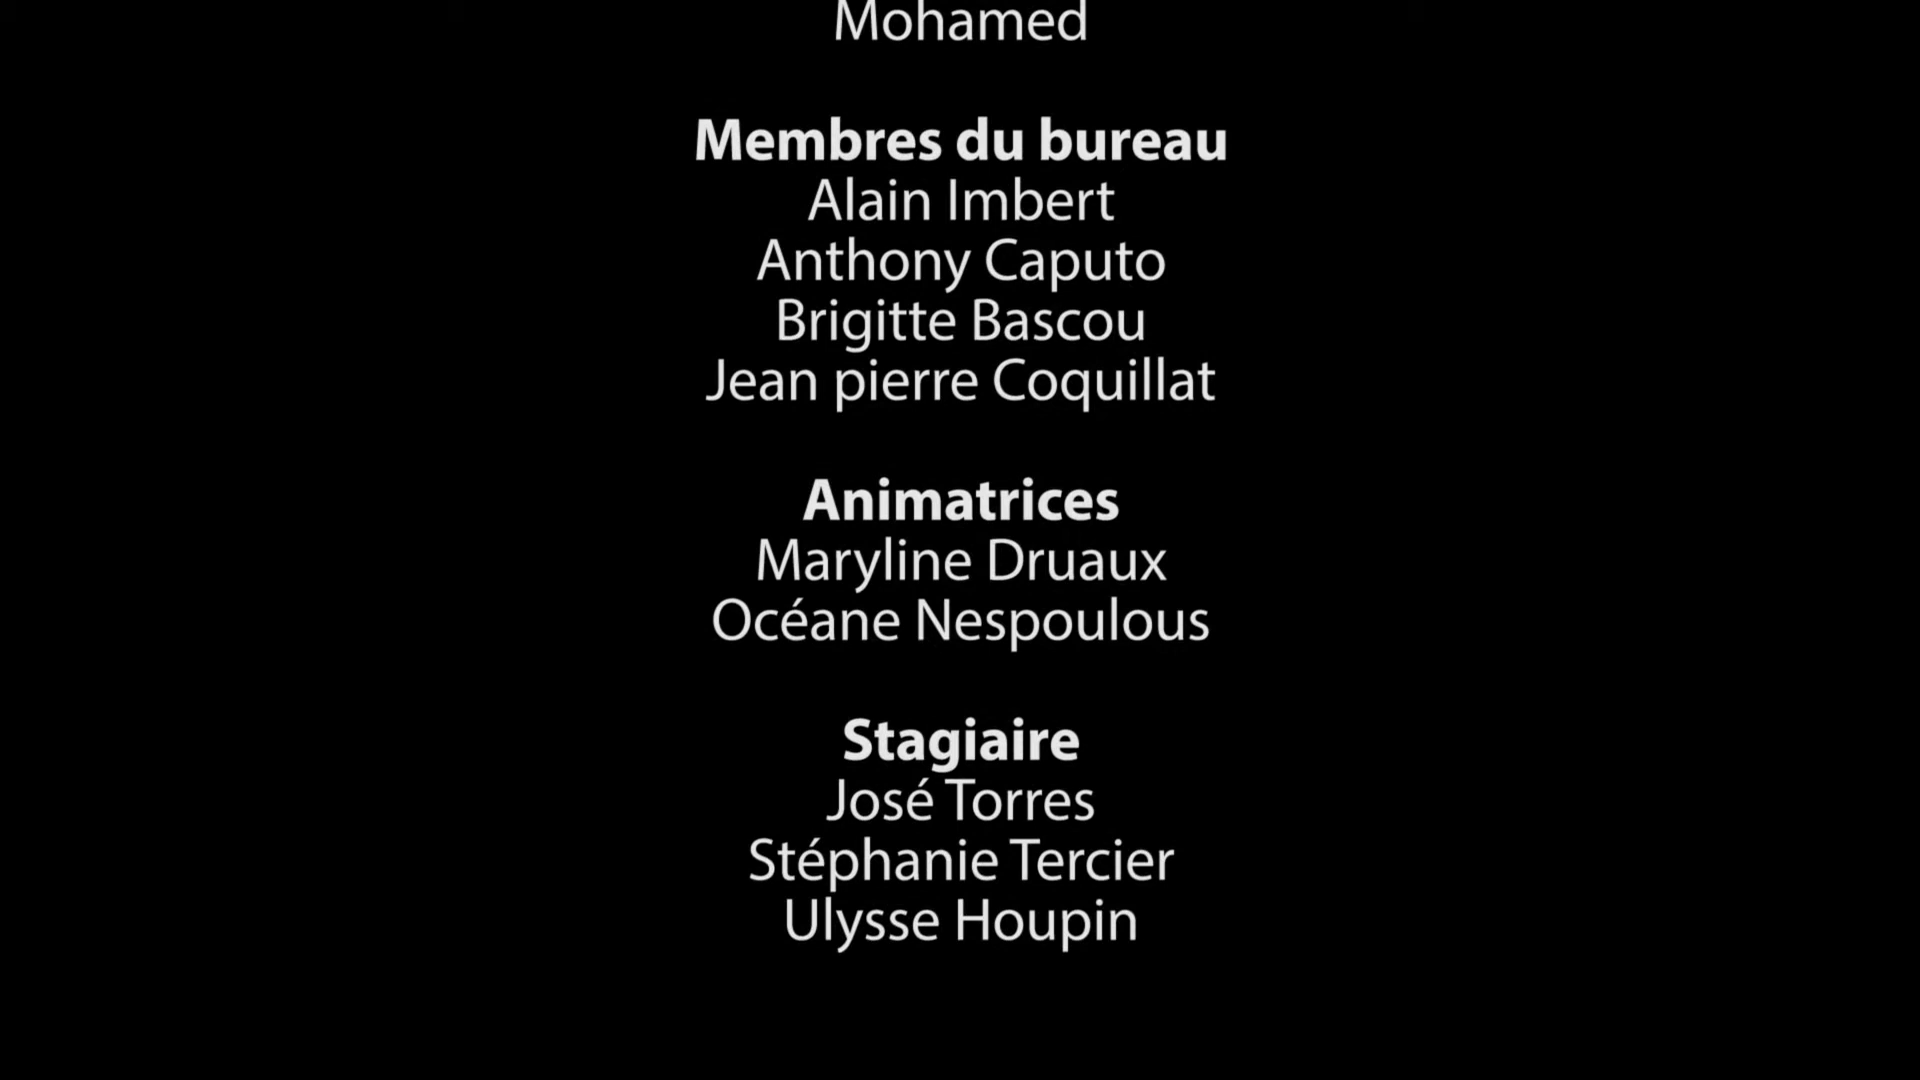 Mohamed
Membres du bureau
Alain Imbert
Anthony Caputo
Brigitte Bascou
Jean pierre Coquillat
Animatrices
Maryline Druaux
Océane Nespoulous
Stagiaire
José Torres
Stéphanie Tercier
Ulysse Houpin